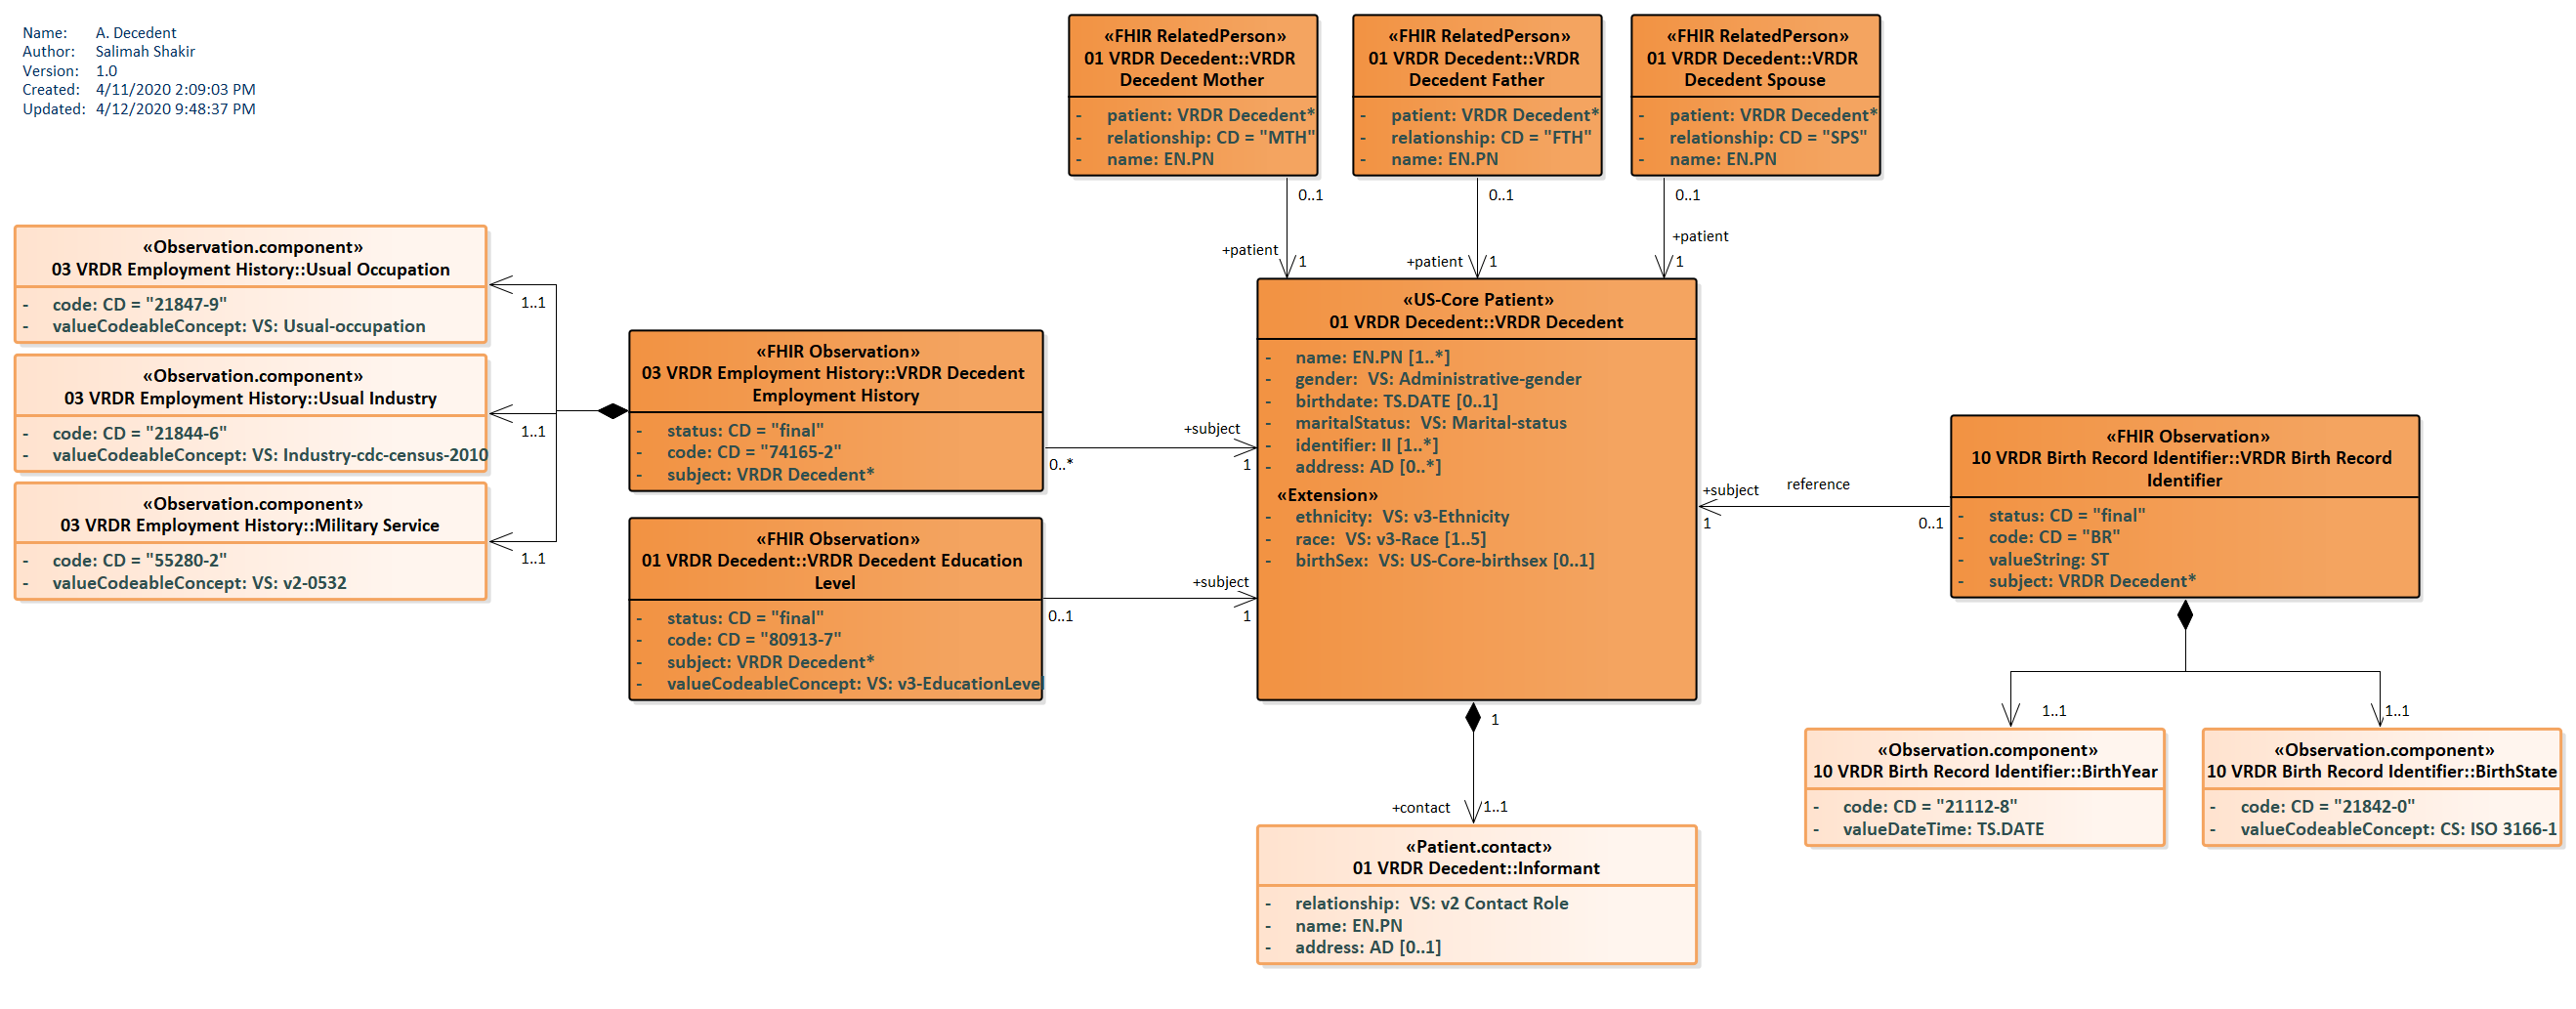 Name: A. Decedent
Author: Salimah Shakir
Version: 1.0
Created: 4/11/2020 2:09:03 PM
Updated: 4/12/2020 9:48:37 PM
«FHIR RelatedPerson»
01 VRDR Decedent::VRDR
Decedent Mother
- patient: VRDR Decedent*
- relationship: CD = "MTH"
- name: EN.PN
«FHIR RelatedPerson»
01 VRDR Decedent::VRDR
Decedent Father
- patient: VRDR Decedent*
- relationship: CD = "FTH"
- name: EN.PN
«FHIR RelatedPerson»
01 VRDR Decedent::VRDR
Decedent Spouse
- patient: VRDR Decedent*
- relationship: CD = "SPS"
- name: EN.PN
0..1
0..1
0..1
+patient
1
+patient
1
+patient
1
«Observation.component»
03 VRDR Employment History::Usual Occupation
- code: CD = "21847-9"
- valueCodeableConcept: VS: Usual-occupation
1..1
«Observation.component»
03 VRDR Employment History::Usual Industry
- code: CD = "21844-6"
- valueCodeableConcept: VS: Industry-cdc-census-2010
1..1
«Observation.component»
03 VRDR Employment History::Military Service
- code: CD = "55280-2"
- valueCodeableConcept: VS: v2-0532
1..1
«FHIR Observation»
03 VRDR Employment History::VRDR Decedent
Employment History
- status: CD = "final"
- code: CD = "74165-2"
- subject: VRDR Decedent*
+subject
0..*
1
«FHIR Observation»
01 VRDR Decedent::VRDR Decedent Education
Level
- status: CD = "final"
- code: CD = "80913-7"
- subject: VRDR Decedent*
- valueCodeableConcept: VS: v3-EducationLevel
+subject
0..1
1
«US-Core Patient»
01 VRDR Decedent::VRDR Decedent
- name: EN.PN [1..*]
- gender: VS: Administrative-gender
- birthdate: TS.DATE [0..1]
- maritalStatus: VS: Marital-status
- identifier: II [1..*]
- address: AD [0..*]
«Extension»
- ethnicity: VS: v3-Ethnicity
- race: VS: v3-Race [1..5]
- birthSex: VS: US-Core-birthsex [0..1]
+subject
reference
1
0..1
«FHIR Observation»
10 VRDR Birth Record Identifier::VRDR Birth Record
Identifier
- status: CD = "final"
- code: CD = "BR"
- valueString: ST
- subject: VRDR Decedent*
1..1
1..1
«Observation.component»
10 VRDR Birth Record Identifier::BirthYear
- code: CD = "21112-8"
- valueDateTime: TS.DATE
«Observation.component»
10 VRDR Birth Record Identifier::BirthState
- code: CD = "21842-0"
- valueCodeableConcept: CS: ISO 3166-1
1
+contact
1..1
«Patient.contact»
01 VRDR Decedent::Informant
- relationship: VS: v2 Contact Role
- name: EN.PN
- address: AD [0..1]